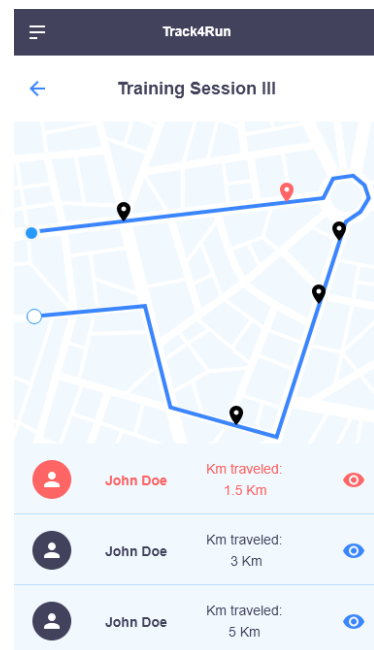 Track4Run
Training Session III
John Doe
Km traveled:
1.5 Km
John Doe
Km traveled:
3 Km
John Doe
Km traveled:
5 Km